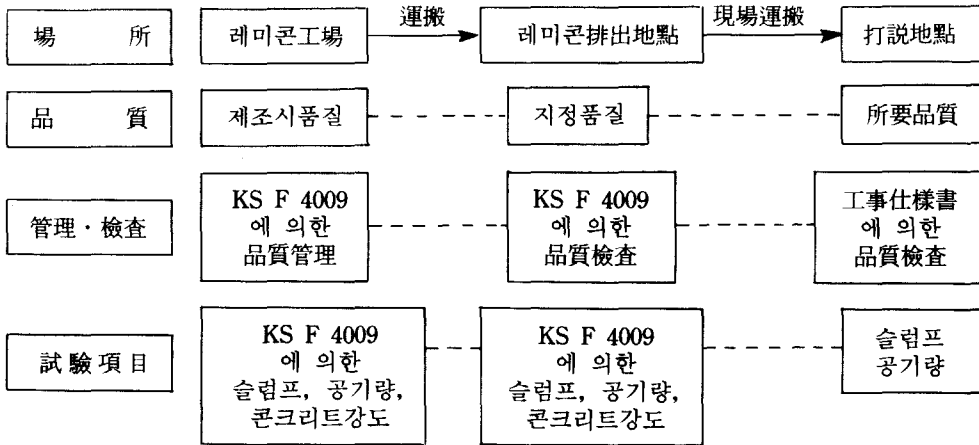 場 所
레미콘工場
運搬
레미콘排出地點
現場運搬
打説地點
品 質
제조시품질
지정품질
所要品質
管理·檢査
KS F 4009
에 의한
品質管理
KS F 4009
에 의한
品質檢査
工事仕樣書
에 의한
品質檢査
試驗項目
KS F 4009
에 의한
슬럼프, 공기량,
콘크리트강도
KS F 4009
에 의한
슬럼프, 공기량,
콘크리트강도
슬럼프
공기량